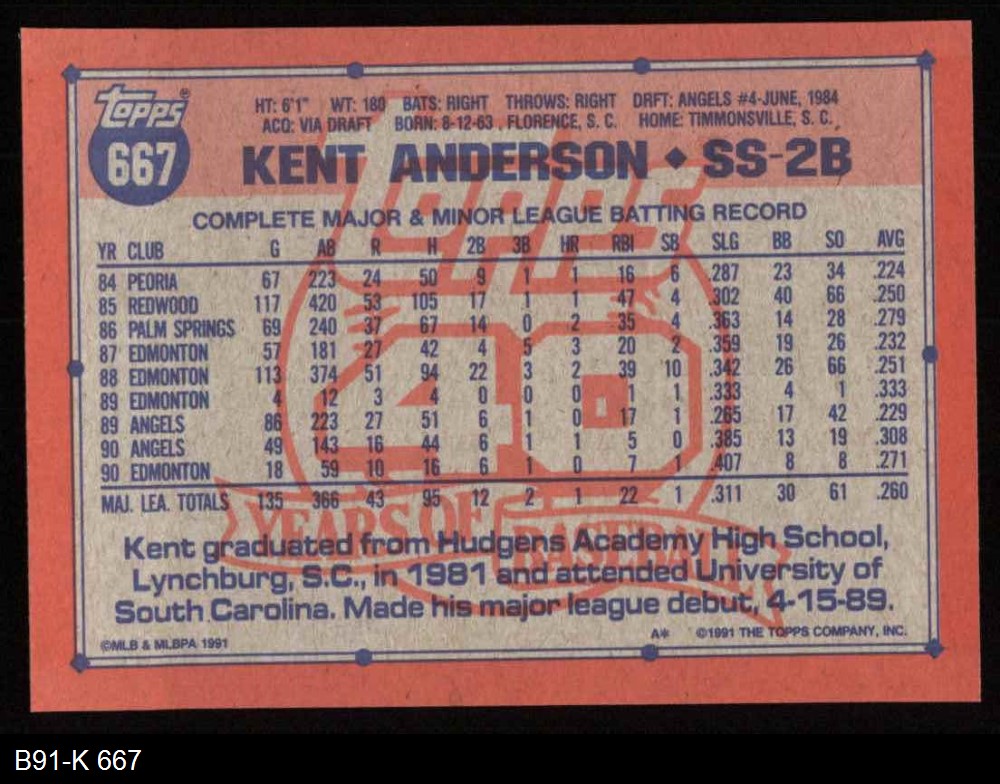 Topps®
667
HT: 6'1" WT: 180 BATS: RIGHT THROWS: RIGHT DRFT: ANGELS #4-JUNE, 1984
ACQ: VIA DRAFT BORN: 8-12-63, FLORENCE, S. C. HOME: TIMMONSVILLE, S. C.
KENT ANDERSON ♦ SS-2B
COMPLETE MAJOR & MINOR LEAGUE BATTING RECORD
YR CLUB G AB R H 2B 3B HR RBI SB SLG BB SO AVG
84 PEORIA 67 223 24 50 9 1 1 16 6 .287 23 34 .224
85 REDWOOD 117 420 53 105 17 1 1 47 4 .302 40 66 .250
86 PALM SPRINGS 69 240 37 67 14 0 2 35 4 .363 14 28 .279
87 EDMONTON 57 181 27 42 4 5 3 20 2 .359 19 26 .232
88 EDMONTON 113 374 51 94 22 3 2 39 10 .342 26 66 .251
89 EDMONTON 4 12 3 4 0 0 0 1 1 .333 4 1 .333
89 ANGELS 86 223 27 51 6 1 0 17 1 .265 17 42 .229
90 ANGELS 49 143 16 44 6 1 1 5 0 .385 13 19 .308
90 EDMONTON 18 59 10 16 6 1 0 7 1 .407 8 8 .271
MAJ. LEA. TOTALS 135 366 43 95 12 2 1 22 1 .311 30 61 .260
Topps
40
YEARS OF BASEBALL
Kent graduated from Hudgens Academy High School,
Lynchburg, S.C., in 1981 and attended University of
South Carolina. Made his major league debut, 4-15-89.
©MLB & MLBPA 1991
A* ©1991 THE TOPPS COMPANY, INC.
B91-K 667